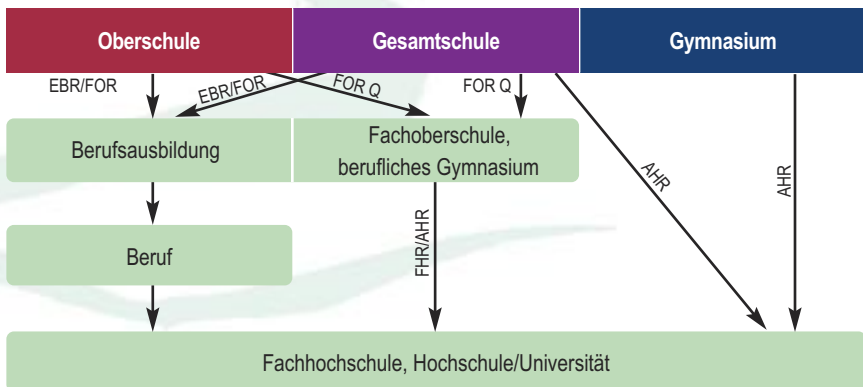 Oberschule
Gesamtschule
Gymnasium
EBR/FOR
EBR/FOR
FOR Q
FOR Q
Berufsausbildung
Fachoberschule,
berufliches Gymnasium
AHR
AHR
FHR/AHR
Beruf
Fachhochschule, Hochschule/Universität